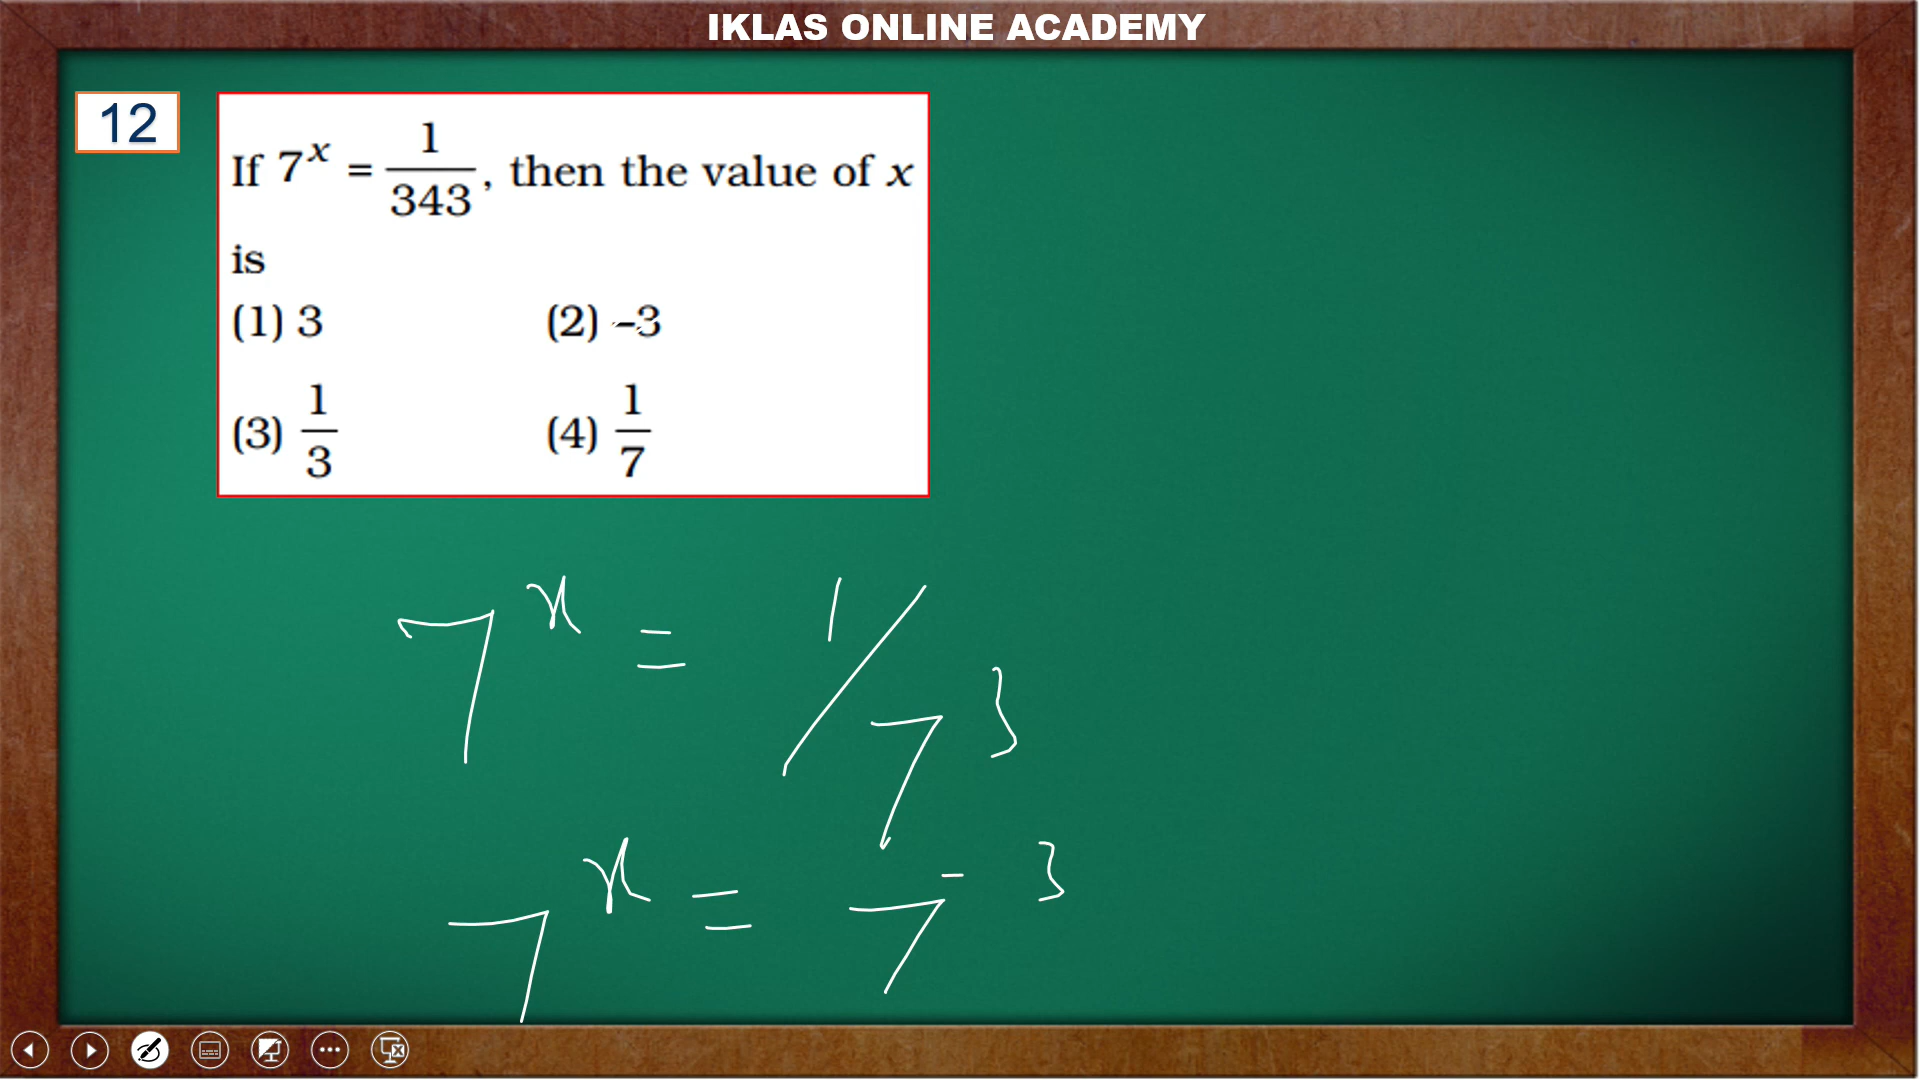 IKLAS ONLINE ACADEMY
12
If 7^x = 1/343, then the value of x
is
(1) 3 (2) –3
(3) 1/3 (4) 1/7
7^x = 1/7^3
7^x = 7^-3